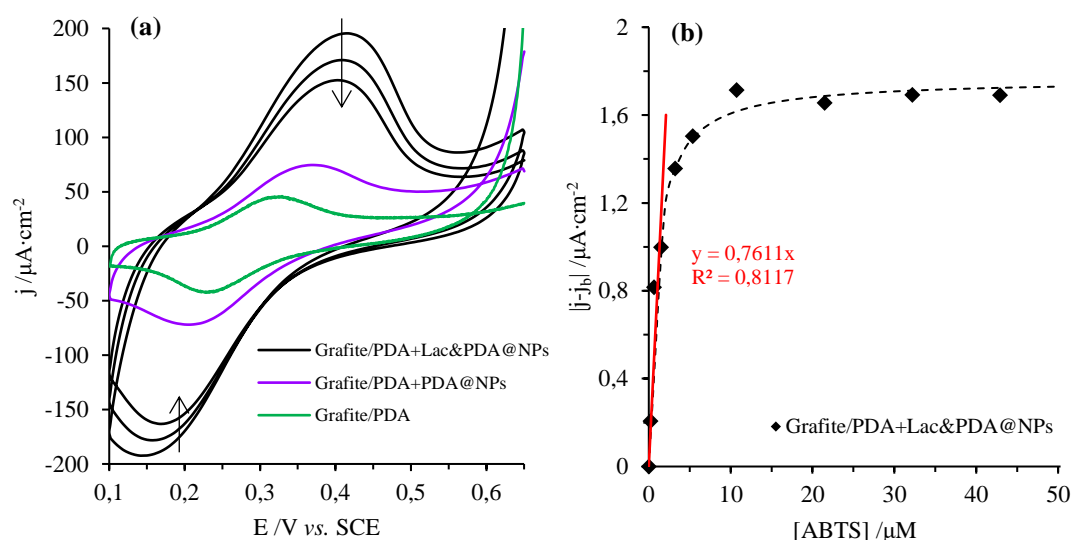 (a)
200
150
100
50
0
-50
-100
-150
-200
j /µA·cm-2
Grafite/PDA+Lac&PDA@NPs
Grafite/PDA+PDA@NPs
Grafite/PDA
0,1 0,2 0,3 0,4 0,5 0,6
E /V vs. SCE
(b)
2
1,6
1,2
0,8
0,4
0
|j-jb| /µA·cm-2
y = 0,7611x
R² = 0,8117
Grafite/PDA+Lac&PDA@NPs
0 10 20 30 40 50
[ABTS] /µM